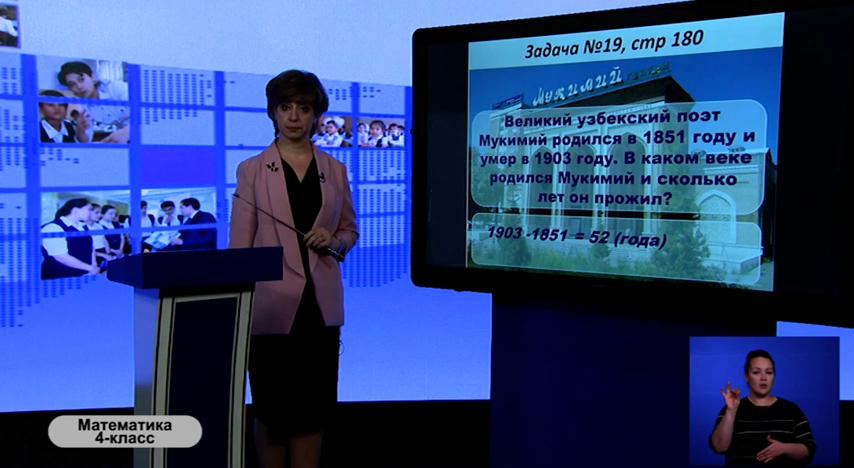 Задача №19, стр 180
Мукимий
Великий узбекский поэт
Мукимий родился в 1851 году и
умер в 1903 году. В каком веке
родился Мукимий и сколько
лет он прожил?
1903 -1851 = 52 (года)
Математика
4-класс